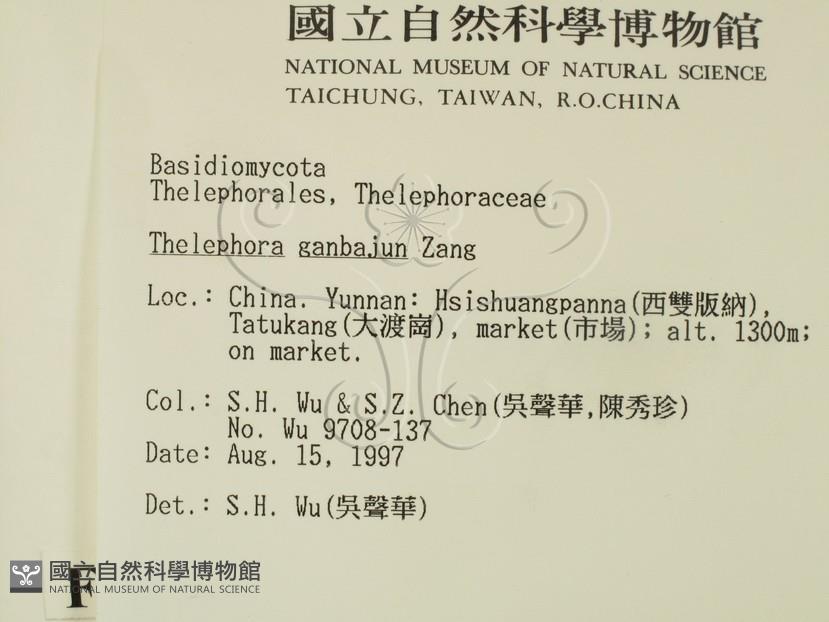 國立自然科學博物館
NATIONAL MUSEUM OF NATURAL SCIENCE
TAICHUNG, TAIWAN, R.O.CHINA
Basidiomycota
Thelephorales, Thelephoraceae
Thelephora ganbajun Zang
Loc.: China. Yunnan: Hsishuangpanna(西雙版納),
Tatukang(大渡崗), market(市場); alt. 1300m;
on market.
Col.: S.H. Wu & S.Z. Chen(吳聲華,陳秀珍)
No. Wu 9708-137
Date: Aug. 15, 1997
Det.: S.H. Wu(吳聲華)
F
國立自然科學博物館
NATIONAL MUSEUM OF NATURAL SCIENCE